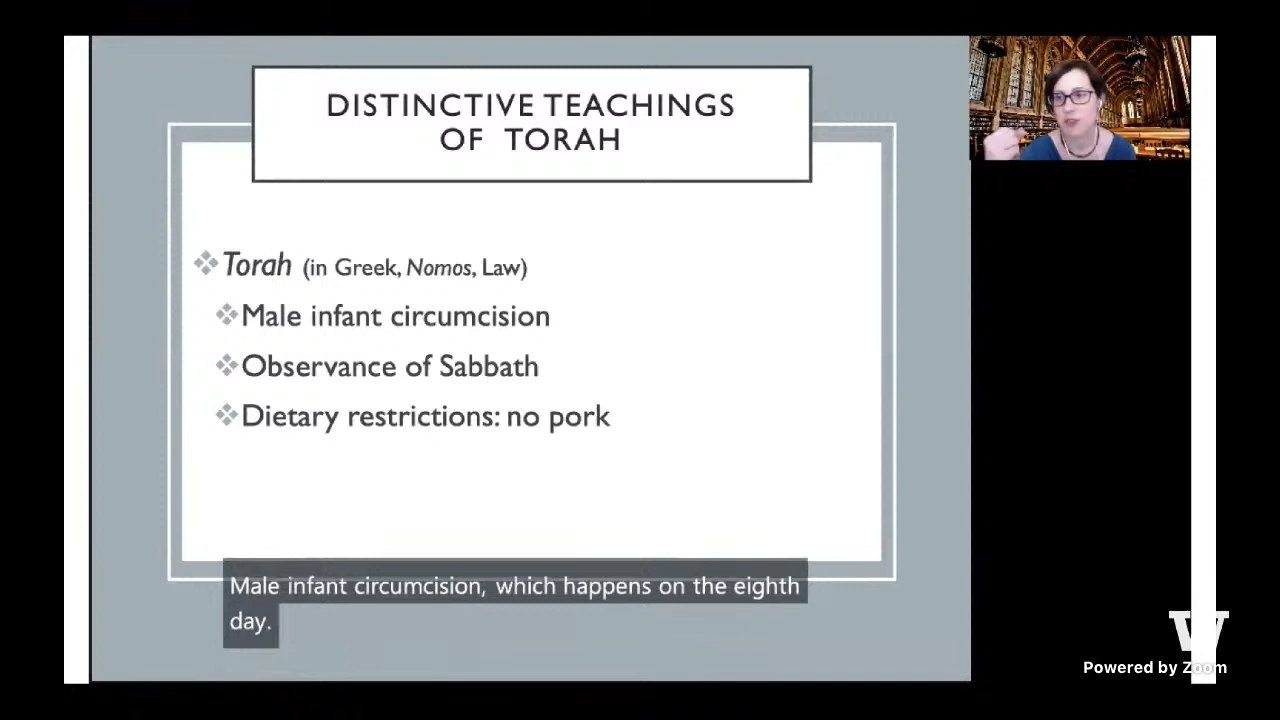 DISTINCTIVE TEACHINGS
OF TORAH
Torah (in Greek, Nomos, Law)
Male infant circumcision
Observance of Sabbath
Dietary restrictions: no pork
Male infant circumcision, which happens on the eighth
day.
W
Powered by Zoom